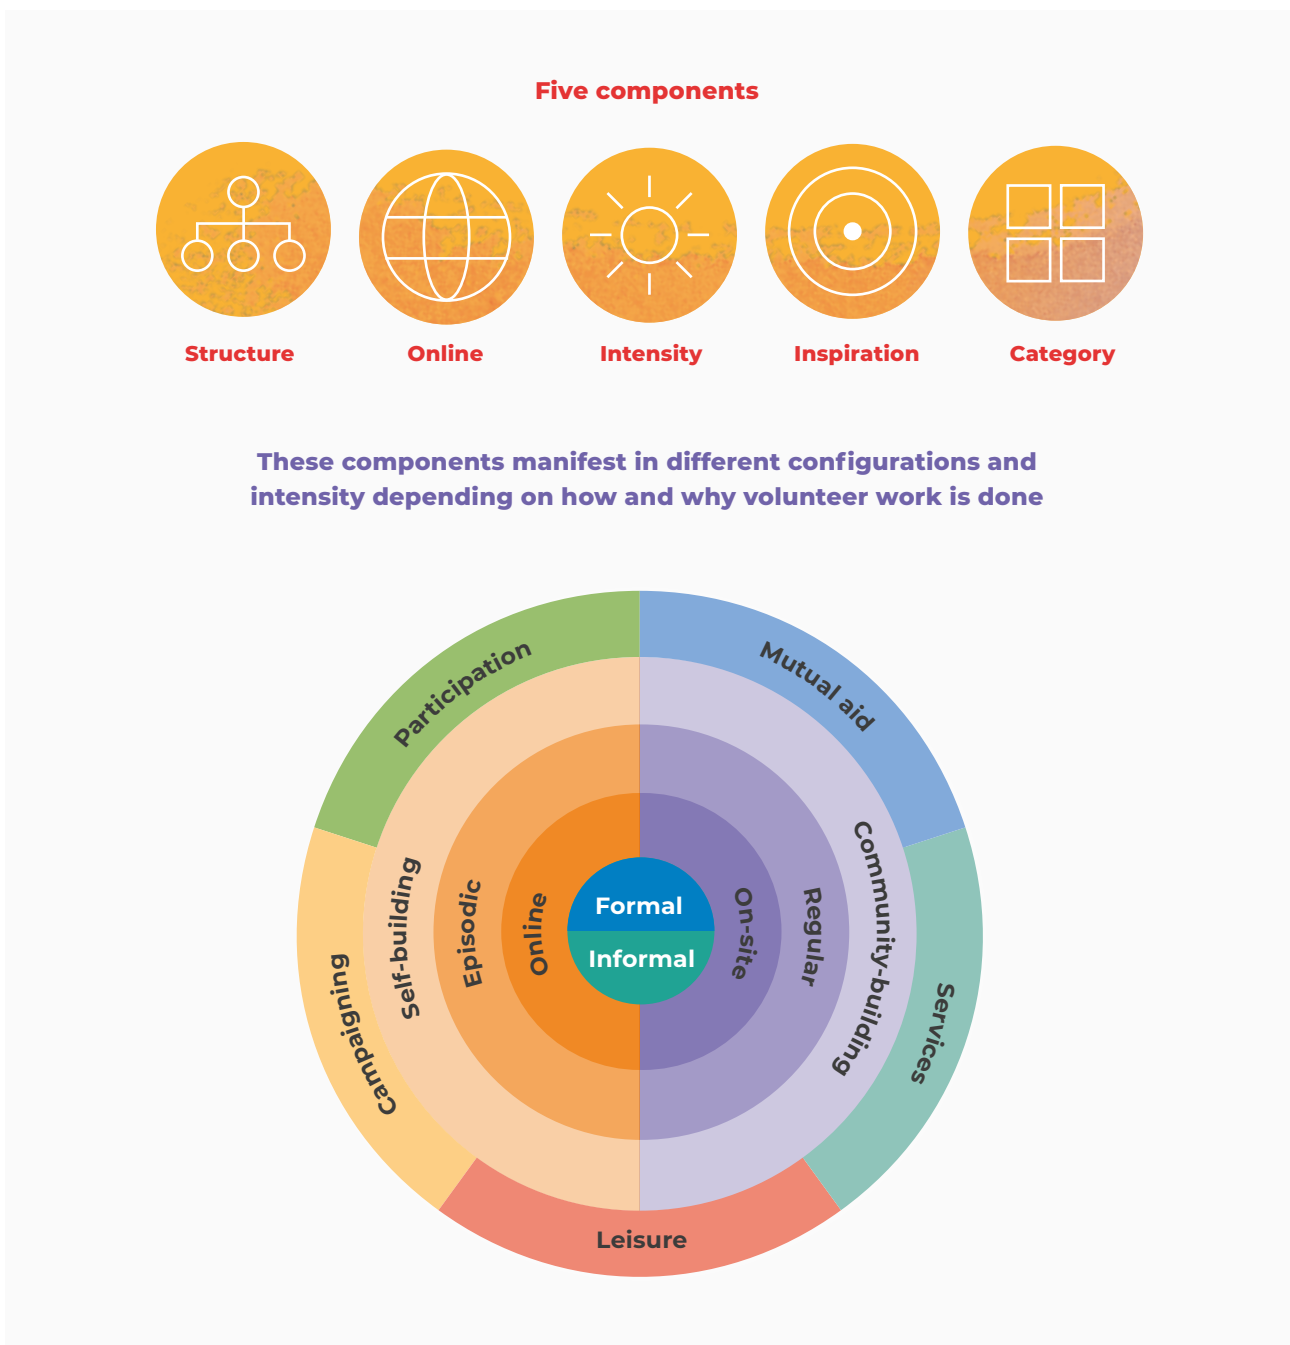 Five components
Structure
Online
Intensity
Inspiration
Category
These components manifest in different configurations and
intensity depending on how and why volunteer work is done
Participation
Mutual aid
Campaigning
Self-building
Episodic
Online
Formal
Informal
On-site
Regular
Community-building
Services
Leisure